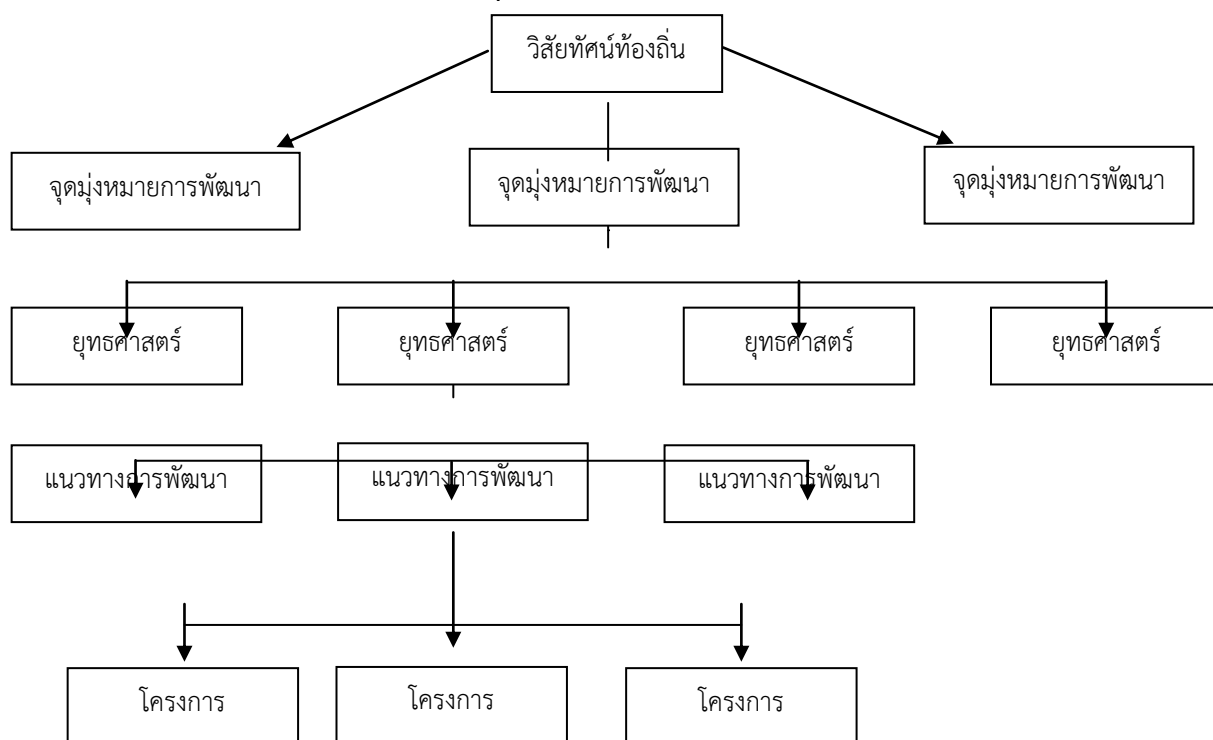 วิสัยทัศน์ท้องถิ่น
จุดมุ่งหมายการพัฒนา
จุดมุ่งหมายการพัฒนา
จุดมุ่งหมายการพัฒนา
ยุทธศาสตร์
ยุทธศาสตร์
ยุทธศาสตร์
ยุทธศาสตร์
แนวทางการพัฒนา
แนวทางการพัฒนา
แนวทางการพัฒนา
โครงการ
โครงการ
โครงการ